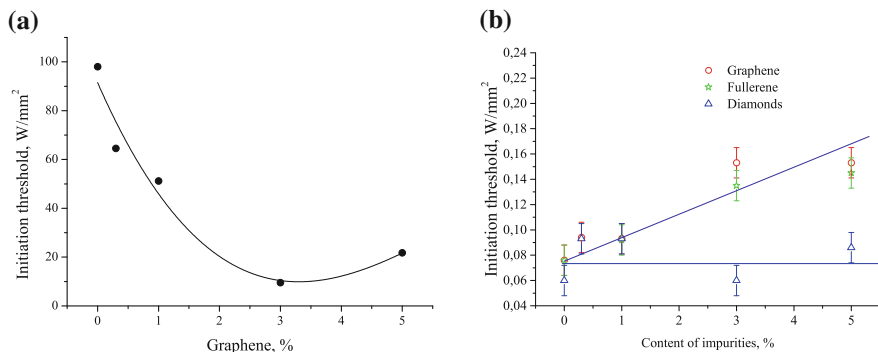 (a)
Initiation threshold, W/mm2
100
80
60
40
20
0
0 1 2 3 4 5
Graphene, %
(b)
Initiation threshold, W/mm2
0,24
0,22
0,20
0,18
0,16
0,14
0,12
0,10
0,08
0,06
0,04
Graphene
Fullerene
Diamonds
0 1 2 3 4 5
Content of impurities, %